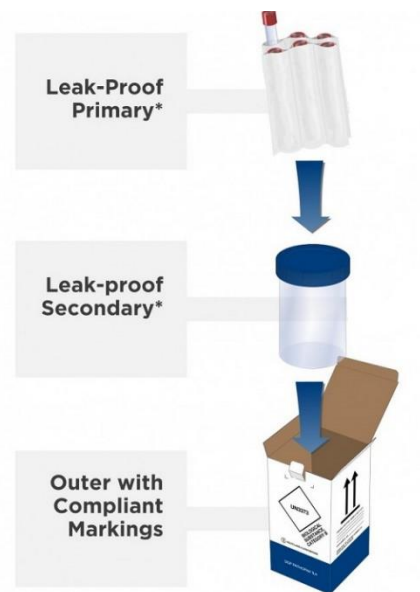 Leak-Proof
Primary*
Leak-proof
Secondary*
Outer with
Compliant
Markings
UN3373
BIOLOGICAL
SUBSTANCE
CATEGORY B